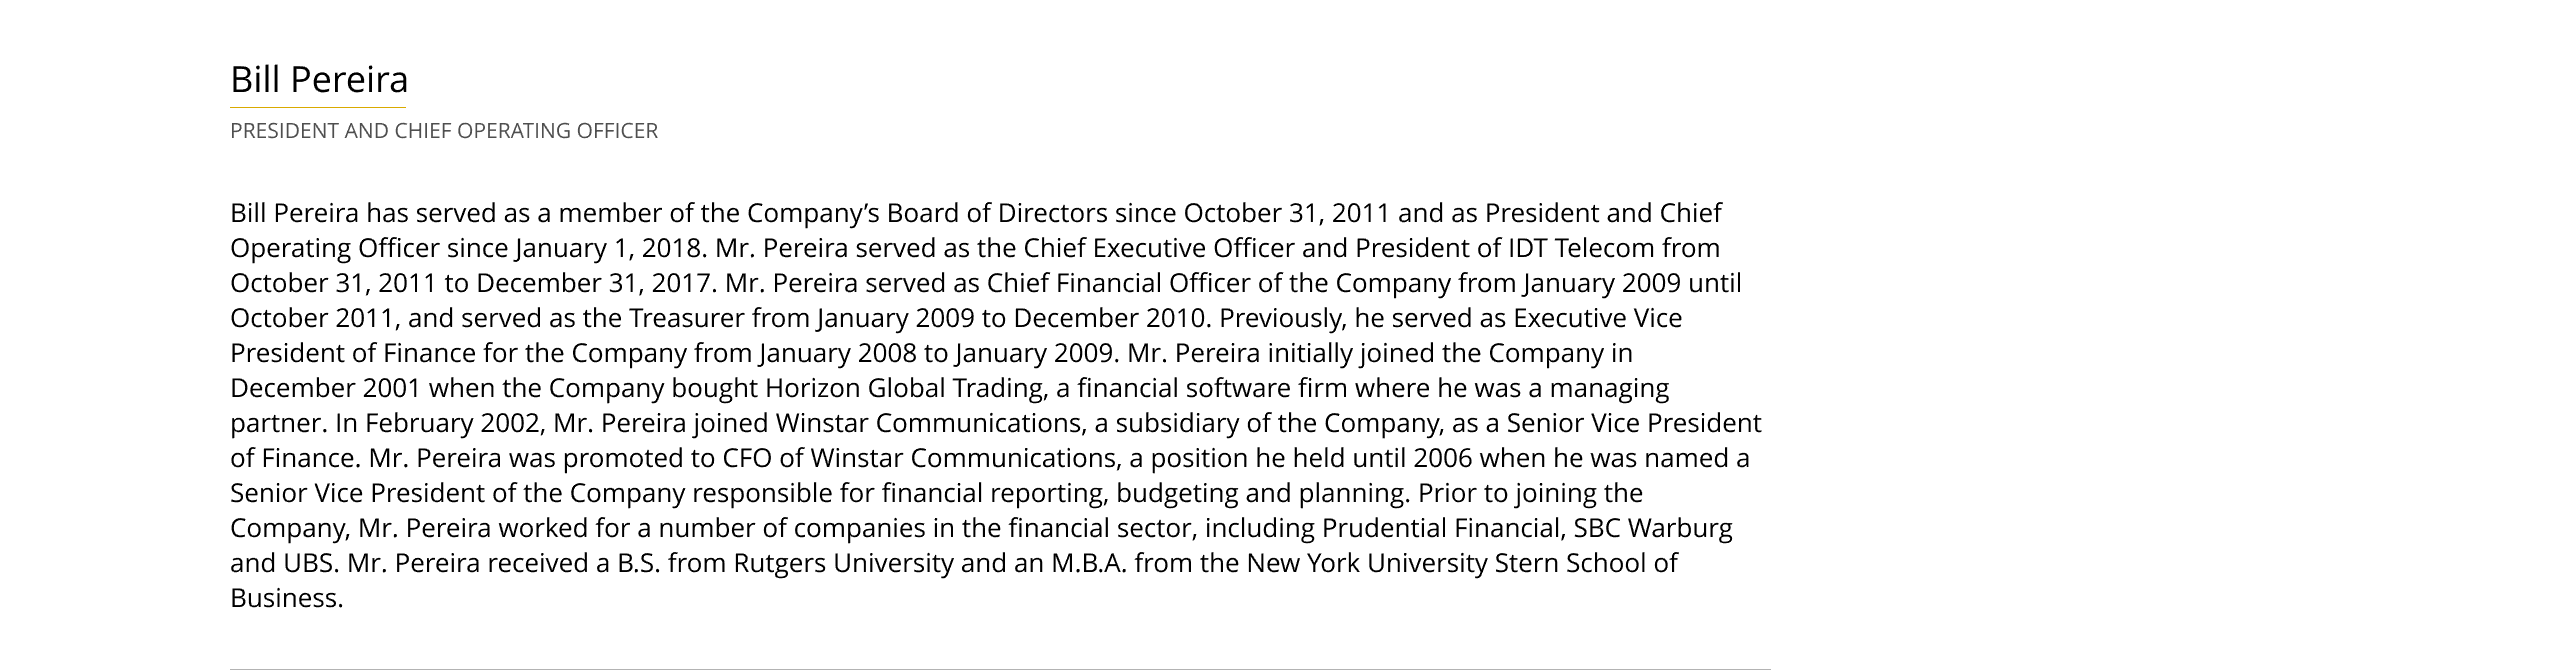 Bill Pereira
PRESIDENT AND CHIEF OPERATING OFFICER
Bill Pereira has served as a member of the Company’s Board of Directors since October 31, 2011 and as President and Chief
Operating Officer since January 1, 2018. Mr. Pereira served as the Chief Executive Officer and President of IDT Telecom from
October 31, 2011 to December 31, 2017. Mr. Pereira served as Chief Financial Officer of the Company from January 2009 until
October 2011, and served as the Treasurer from January 2009 to December 2010. Previously, he served as Executive Vice
President of Finance for the Company from January 2008 to January 2009. Mr. Pereira initially joined the Company in
December 2001 when the Company bought Horizon Global Trading, a financial software firm where he was a managing
partner. In February 2002, Mr. Pereira joined Winstar Communications, a subsidiary of the Company, as a Senior Vice President
of Finance. Mr. Pereira was promoted to CFO of Winstar Communications, a position he held until 2006 when he was named a
Senior Vice President of the Company responsible for financial reporting, budgeting and planning. Prior to joining the
Company, Mr. Pereira worked for a number of companies in the financial sector, including Prudential Financial, SBC Warburg
and UBS. Mr. Pereira received a B.S. from Rutgers University and an M.B.A. from the New York University Stern School of
Business.